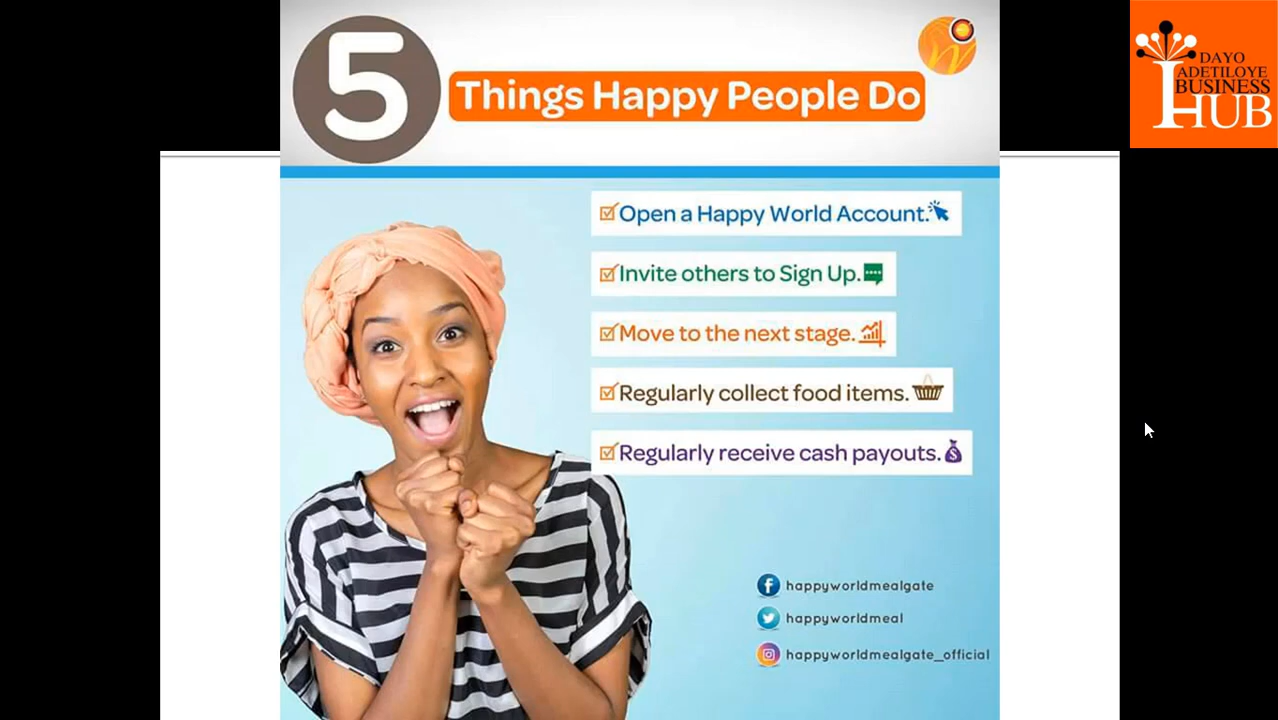 5
Things Happy People Do
DAYO
ADETILOYE
BUSINESS
HUB
Open a Happy World Account.
Invite others to Sign Up.
Move to the next stage.
Regularly collect food items.
Regularly receive cash payouts.
happyworldmealgate
happyworldmeal
happyworldmealgate_official